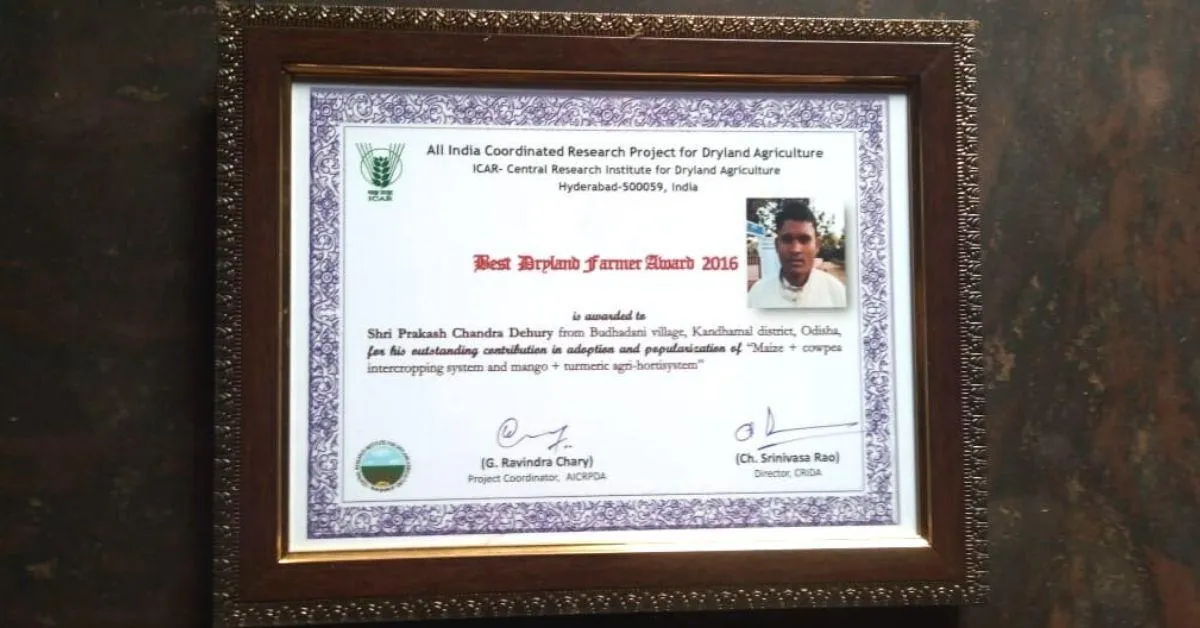 All India Coordinated Research Project for Dryland Agriculture
ICAR- Central Research Institute for Dryland Agriculture
Hyderabad-500059, India
ICAR
Best Dryland Farmer Award 2016
is awarded to
Shri Prakash Chandra Dehury from Budhadani village, Kandhamal district, Odisha,
for his outstanding contribution in adoption and popularization of “Maize + cowpea
intercropping system and mango + turmeric agri-hortisystem”
(G. Ravindra Chary)
Project Coordinator, AICRPDA
(Ch. Srinivasa Rao)
Director, CRIDA